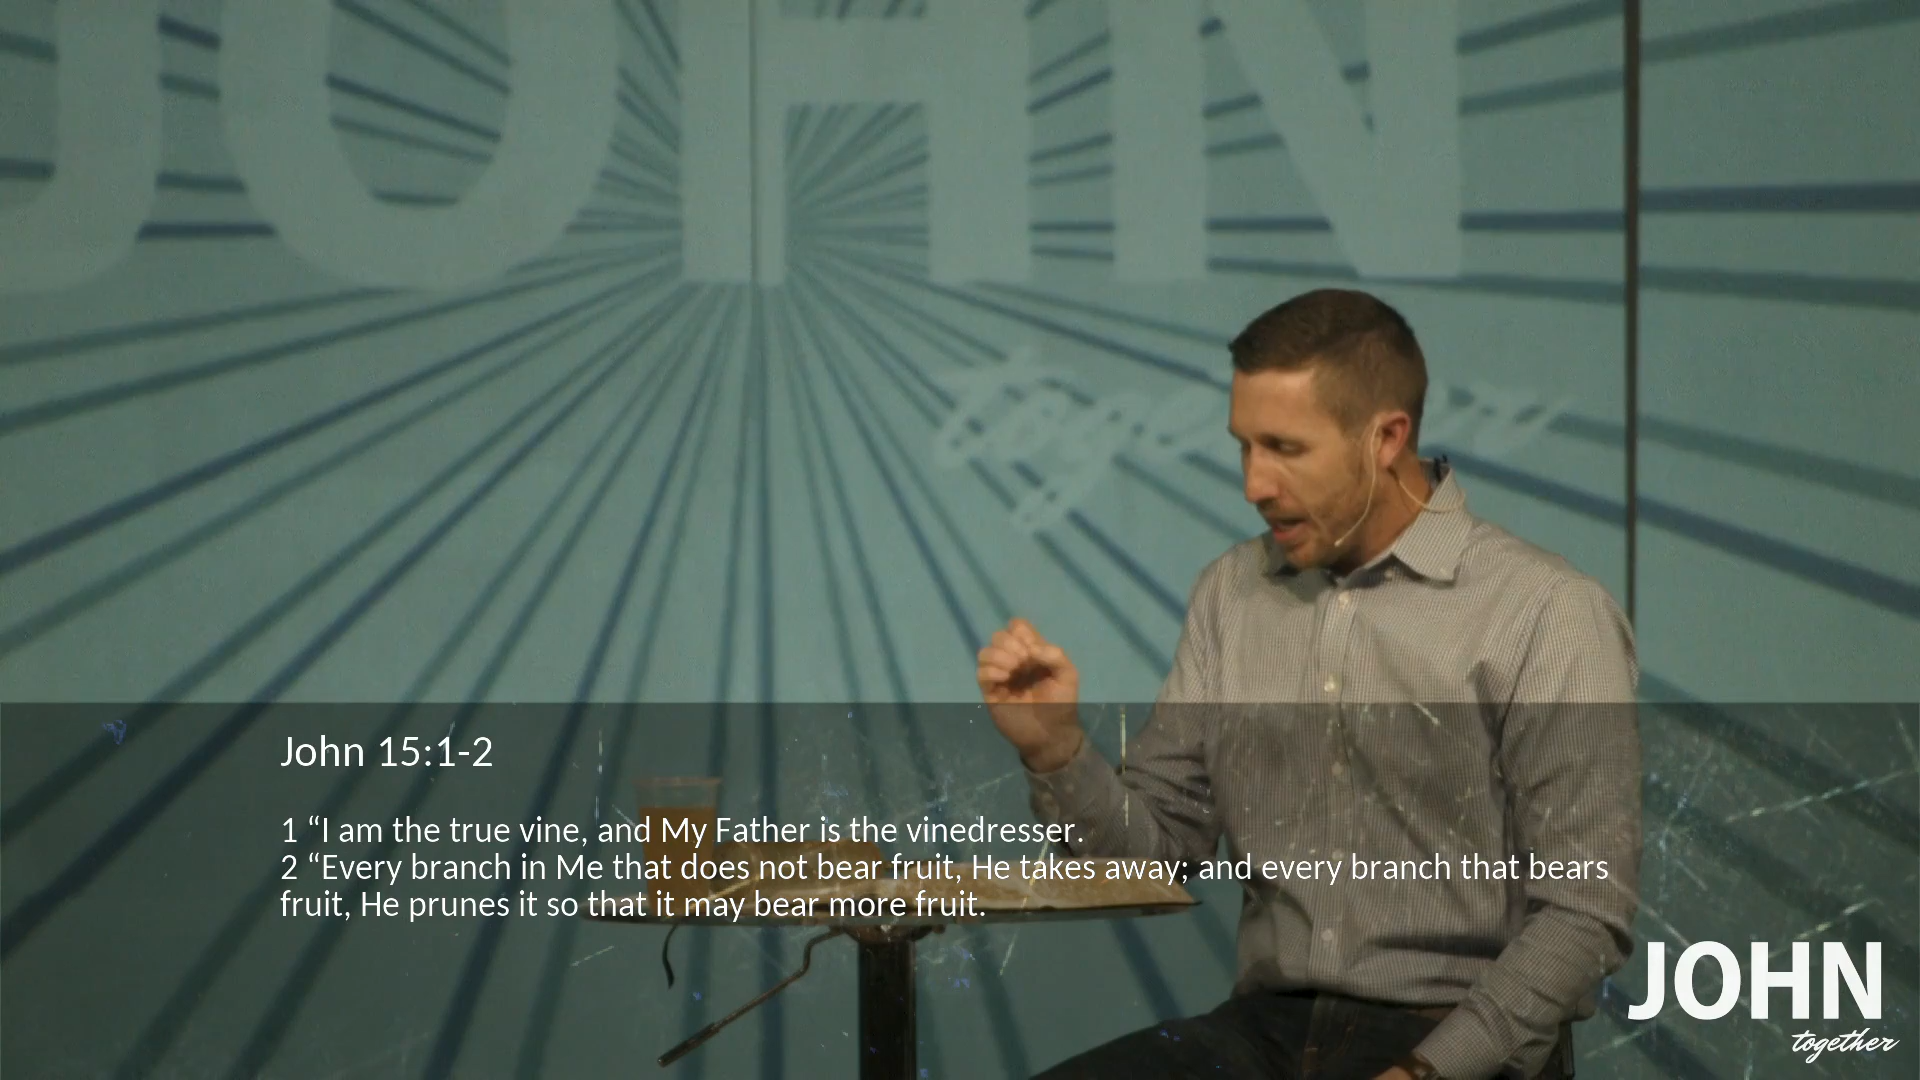 JOHN
together
John 15:1-2
1 “I am the true vine, and My Father is the vinedresser.
2 “Every branch in Me that does not bear fruit, He takes away; and every branch that bears
fruit, He prunes it so that it may bear more fruit.
JOHN
together